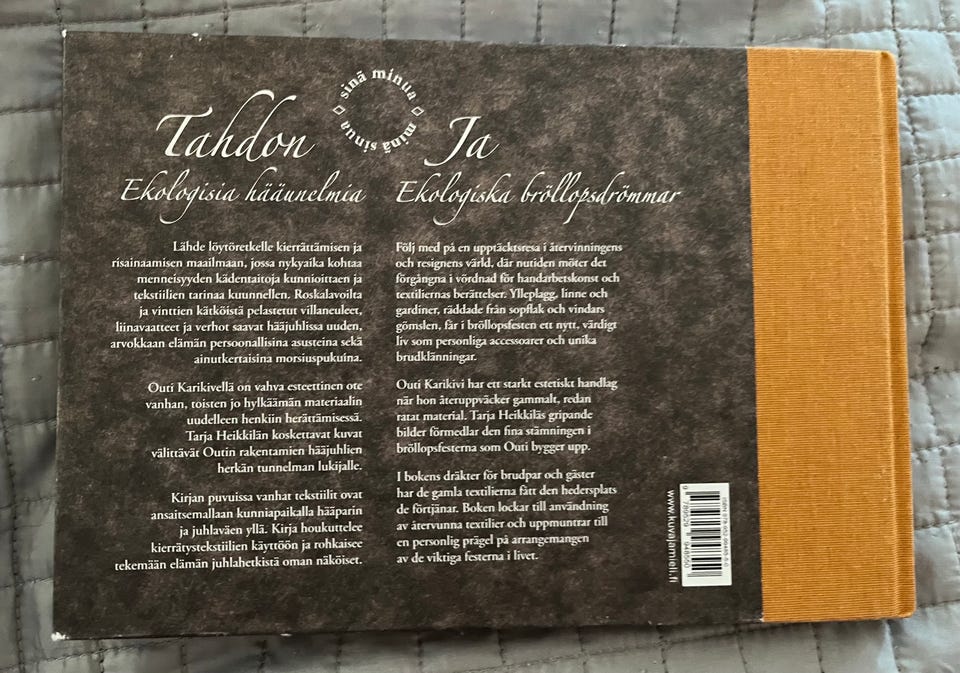 sinä minua
minä sinua
Tahdon
Ekologisia hääunelmia
Lähde löytöretkelle kierrättämisen ja
risainaamisen maailmaan, jossa nykyaika kohtaa
menneisyyden kädentaitoja kunnioittaen ja
tekstiilien tarinaa kuunnellen. Roskalavoilta
ja vinttien kätköistä pelastetut villaneuleet,
liinavaatteet ja verhot saavat hääjuhlissa uuden,
arvokkaan elämän persoonallisina asusteina sekä
ainutkertaisina morsiuspukuina.
Outi Karikivellä on vahva esteettinen ote
vanhan, toisten jo hylkäämän materiaalin
uudelleen henkiin herättämisessä.
Tarja Heikkilän koskettavat kuvat
välittävät Outin rakentamien hääjuhlien
herkän tunnelman lukijalle.
Kirjan puvuissa vanhat tekstiilit ovat
ansaitsemallaan kunniapaikalla hääparin
ja juhlaväen yllä. Kirja houkuttelee
kierrätystekstiilien käyttöön ja rohkaisee
tekemään elämän juhlahetkistä oman näköiset.
Ja
Ekologiska bröllopsdrömmar
Följ med på en upptäcktsresa i återvinningens
och resignens värld, där nutiden möter det
förgångna i vördnad för handarbetskonst och
textiliernas berättelser. Ylleplagg, linne och
gardiner, räddade från sopflak och vindars
gömslen, får i bröllopsfesten ett nytt, värdigt
liv som personliga accessoarer och unika
brudklänningar.
Outi Karikivi har ett starkt estetiskt handlag
när hon återuppväcker gammalt, redan
ratat material. Tarja Heikkiläs gripande
bilder förmedlar den fina stämningen i
bröllopsfesterna som Outi bygger upp.
I bokens dräkter för brudpar och gäster
har de gamla textilierna fått den hedersplats
de förtjänar. Boken lockar till användning
av återvunna textilier och uppmuntrar till
en personlig prägel på arrangemangen
av de viktiga festerna i livet.
www.kuvajamieli.fi